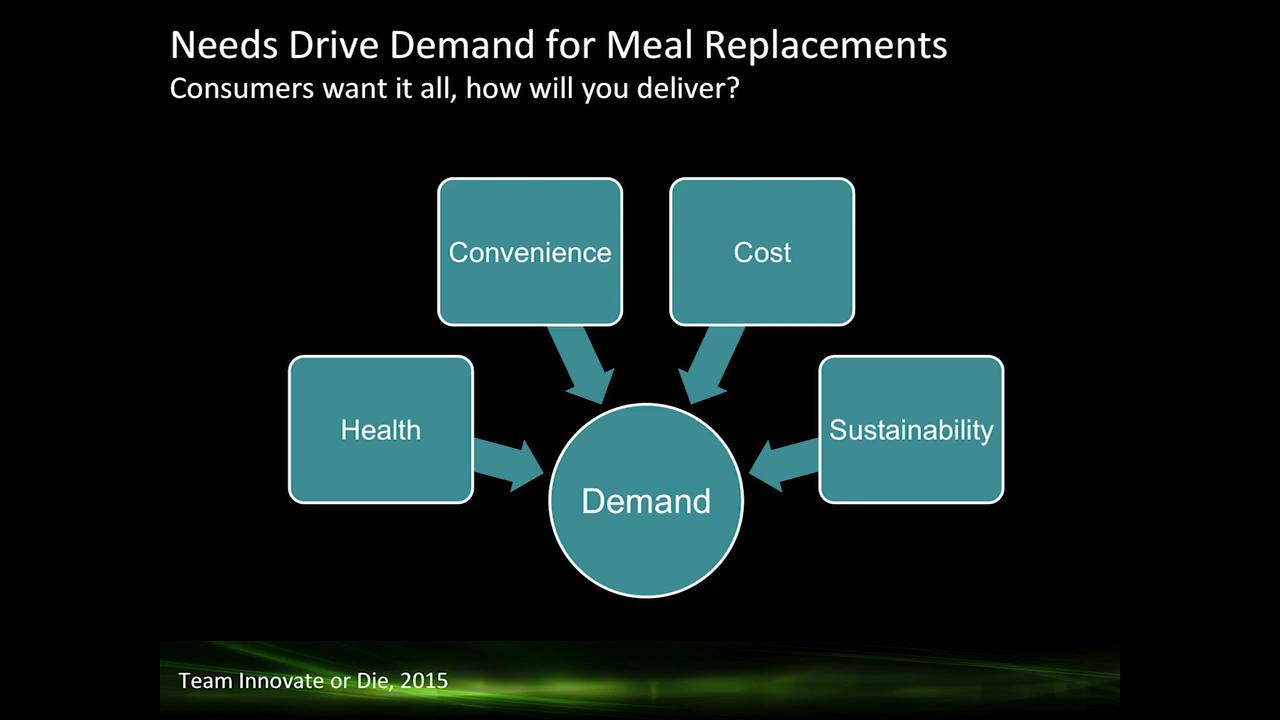 Needs Drive Demand for Meal Replacements
Consumers want it all, how will you deliver?
Convenience
Cost
Health
Sustainability
Demand
Team Innovate or Die, 2015